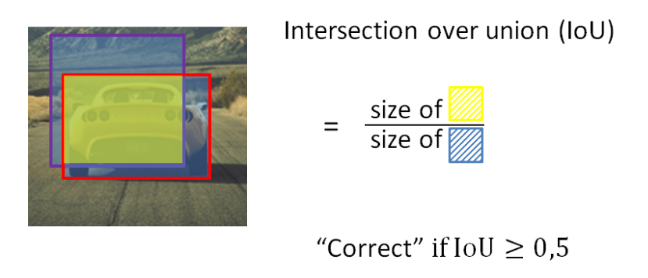 Intersection over union (IoU)
=
size of
size of
“Correct” if IoU ≥ 0,5